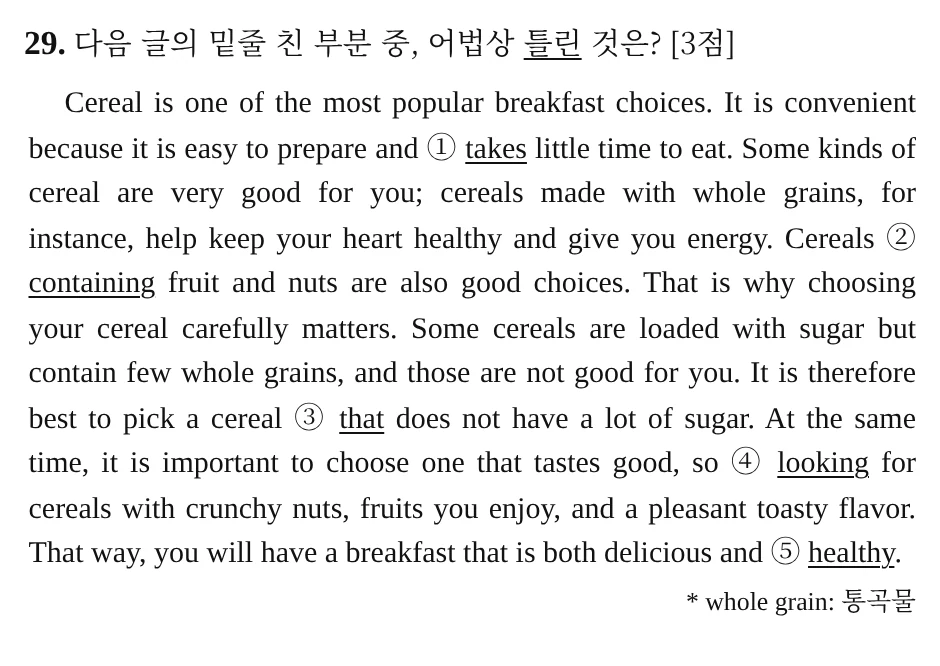 29. 다음 글의 밑줄 친 부분 중, 어법상 틀린 것은? [3점]
Cereal is one of the most popular breakfast choices. It is convenient
because it is easy to prepare and ① takes little time to eat. Some kinds of
cereal are very good for you; cereals made with whole grains, for
instance, help keep your heart healthy and give you energy. Cereals ②
containing fruit and nuts are also good choices. That is why choosing
your cereal carefully matters. Some cereals are loaded with sugar but
contain few whole grains, and those are not good for you. It is therefore
best to pick a cereal ③ that does not have a lot of sugar. At the same
time, it is important to choose one that tastes good, so ④ looking for
cereals with crunchy nuts, fruits you enjoy, and a pleasant toasty flavor.
That way, you will have a breakfast that is both delicious and ⑤ healthy.
* whole grain: 통곡물